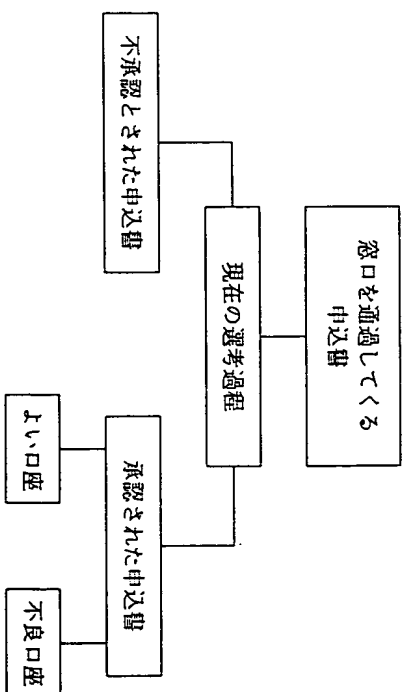 窓口を通過してくる
申込書
現在の選考過程
不承認とされた申込書
承認された申込書
よい口座
不良口座